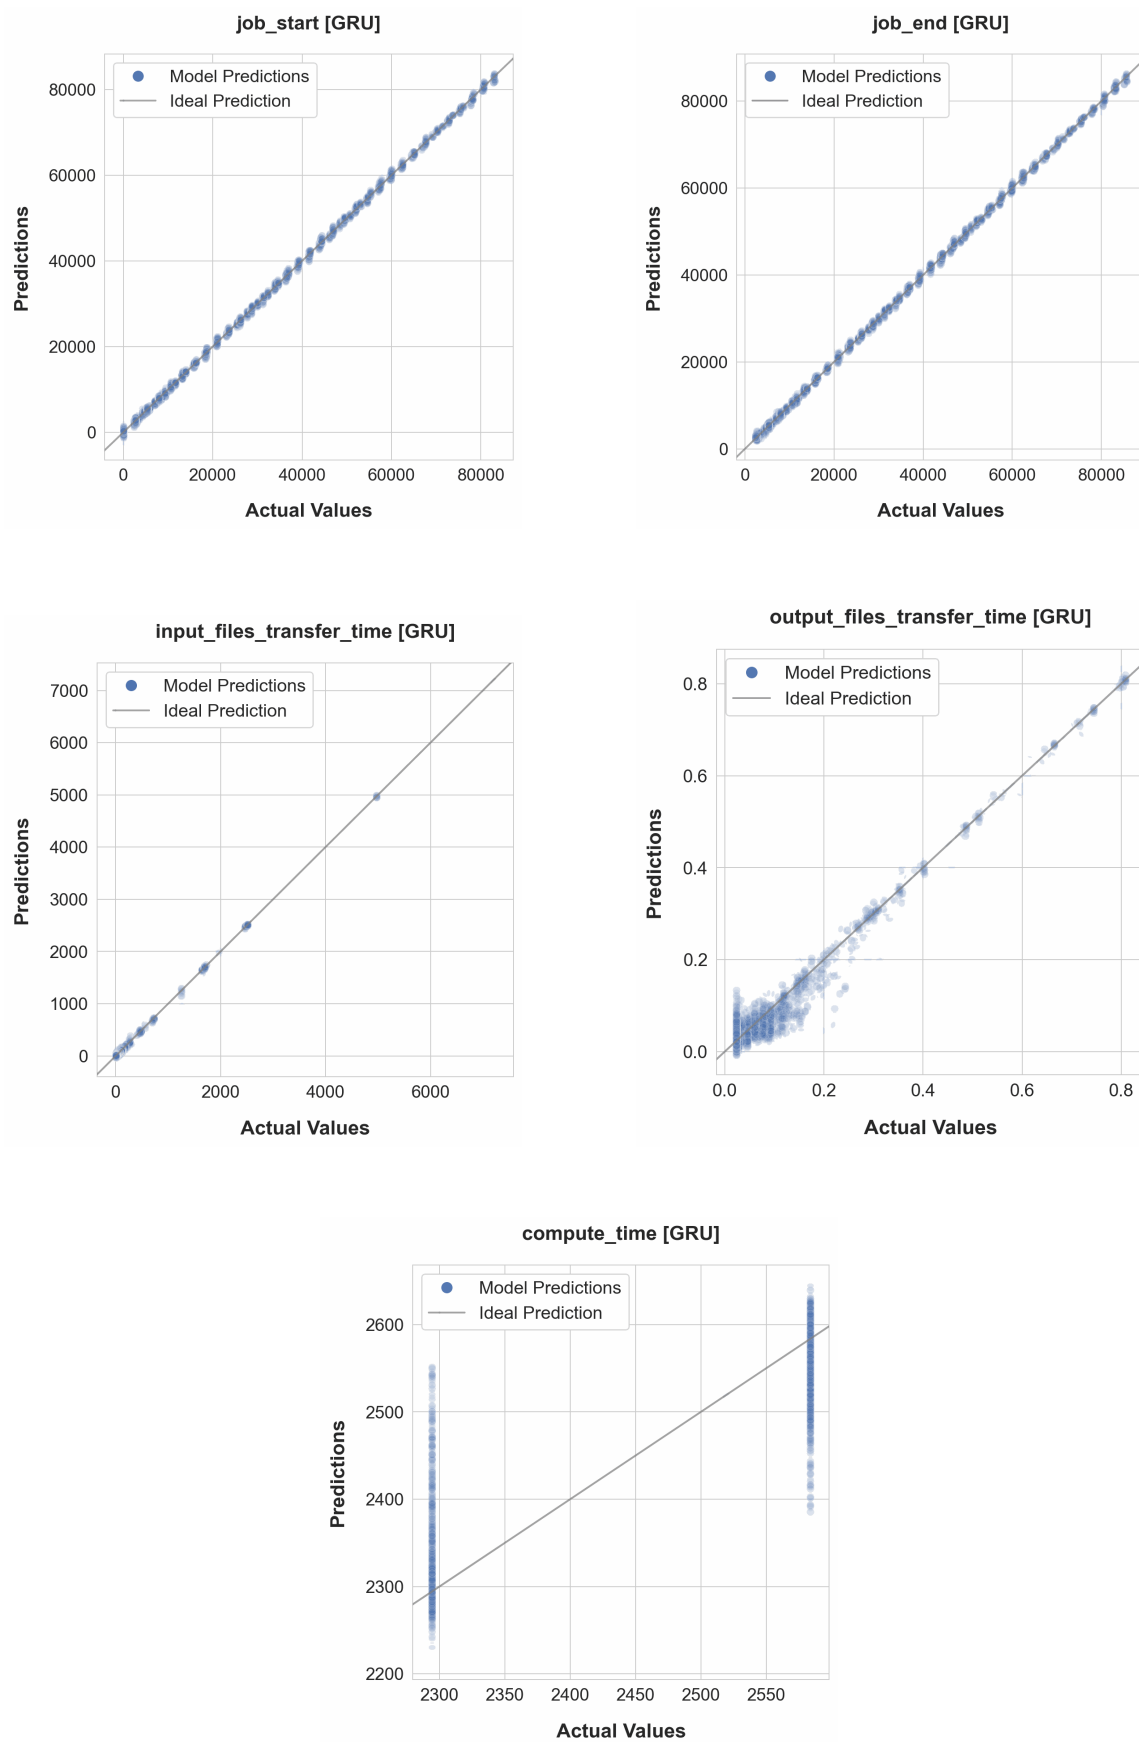 job_start [GRU]
Model Predictions
Ideal Prediction
80000
60000
40000
20000
0
Predictions
0 20000 40000 60000 80000
Actual Values
job_end [GRU]
Model Predictions
Ideal Prediction
80000
60000
40000
20000
0
Predictions
0 20000 40000 60000 80000
Actual Values
input_files_transfer_time [GRU]
Model Predictions
Ideal Prediction
7000
6000
5000
4000
3000
2000
1000
0
Predictions
0 2000 4000 6000
Actual Values
output_files_transfer_time [GRU]
Model Predictions
Ideal Prediction
0.8
0.6
0.4
0.2
0.0
Predictions
0.0 0.2 0.4 0.6 0.8
Actual Values
compute_time [GRU]
Model Predictions
Ideal Prediction
2600
2500
2400
2300
2200
Predictions
2300 2350 2400 2450 2500 2550
Actual Values